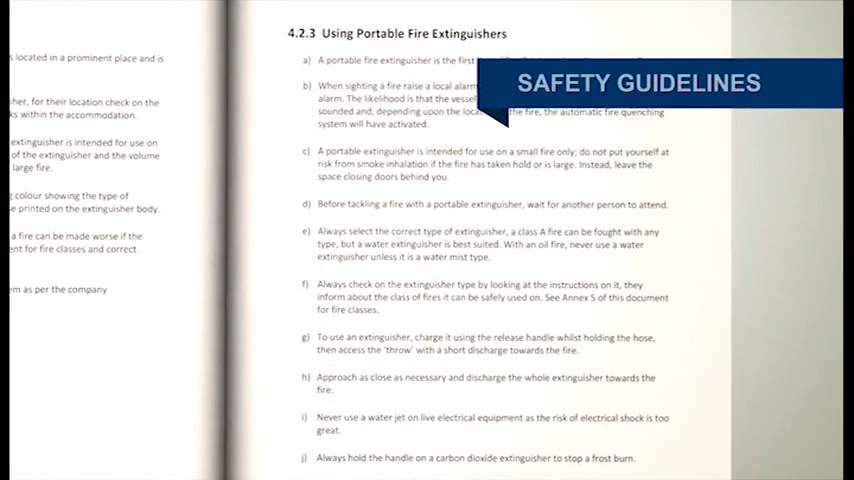 s located in a prominent place and is
sher, for their location check on the
ks within the accommodation.
extinguisher is intended for use on
of the extinguisher and the volume
large fire.
g colour showing the type of
e printed on the extinguisher body.
a fire can be made worse if the
ent for fire classes and correct
em as per the company
4.2.3 Using Portable Fire Extinguishers
a) A portable fire extinguisher is the first
b) When sighting a fire raise a local alarm
alarm. The likelihood is that the vessel
sounded and, depending upon the the fire, the automatic fire quenching
system will have activated.
c) A portable extinguisher is intended for use on a small fire only; do not put yourself at
risk from smoke inhalation if the fire has taken hold or is large. Instead, leave the
space closing doors behind you.
d) Before tackling a fire with a portable extinguisher, wait for another person to attend.
e) Always select the correct type of extinguisher, a class A fire can be fought with any
type, but a water extinguisher is best suited. With an oil fire, never use a water
extinguisher unless it is a water mist type.
f) Always check on the extinguisher type by looking at the instructions on it, they
inform about the class of fires it can be safely used on. See Annex 5 of this document
for fire classes.
g) To use an extinguisher, charge it using the release handle whilst holding the hose,
then access the 'throw' with a short discharge towards the fire.
h) Approach as close as necessary and discharge the whole extinguisher towards the
fire.
i) Never use a water jet on live electrical equipment as the risk of electrical shock is too
great.
j) Always hold the handle on a carbon dioxide extinguisher to stop a frost burn.
SAFETY GUIDELINES